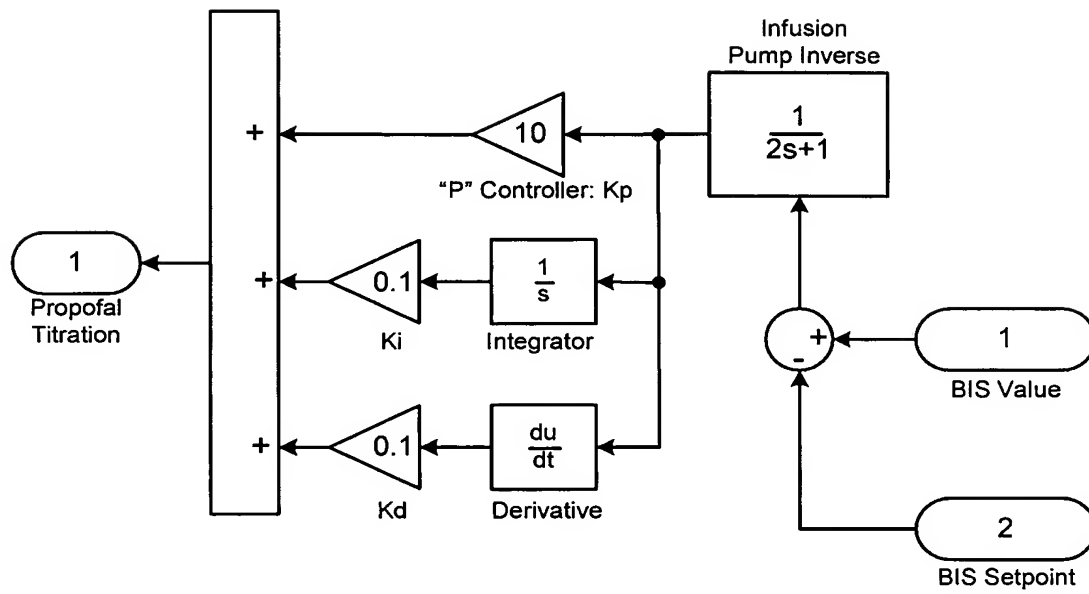 Infusion
Pump Inverse
1
2s+1
+
10
"P" Controller: Kp
1
Propofal
Titration
+
0.1
Ki
1
s
Integrator
+
-
1
BIS Value
+
0.1
Kd
du
dt
Derivative
2
BIS Setpoint